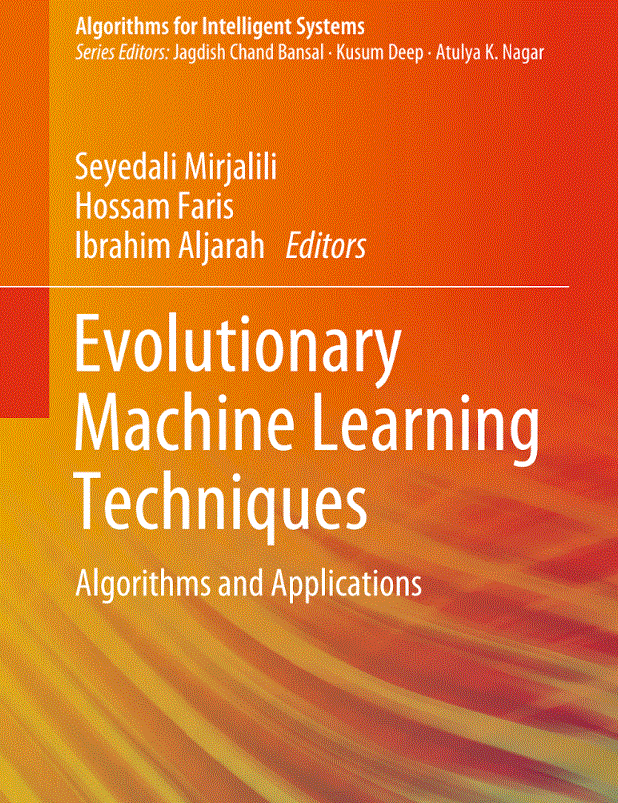 Algorithms for Intelligent Systems
Series Editors: Jagdish Chand Bansal · Kusum Deep · Atulya K. Nagar
Seyedali Mirjalili
Hossam Faris
Ibrahim Aljarah Editors
Evolutionary
Machine Learning
Techniques
Algorithms and Applications